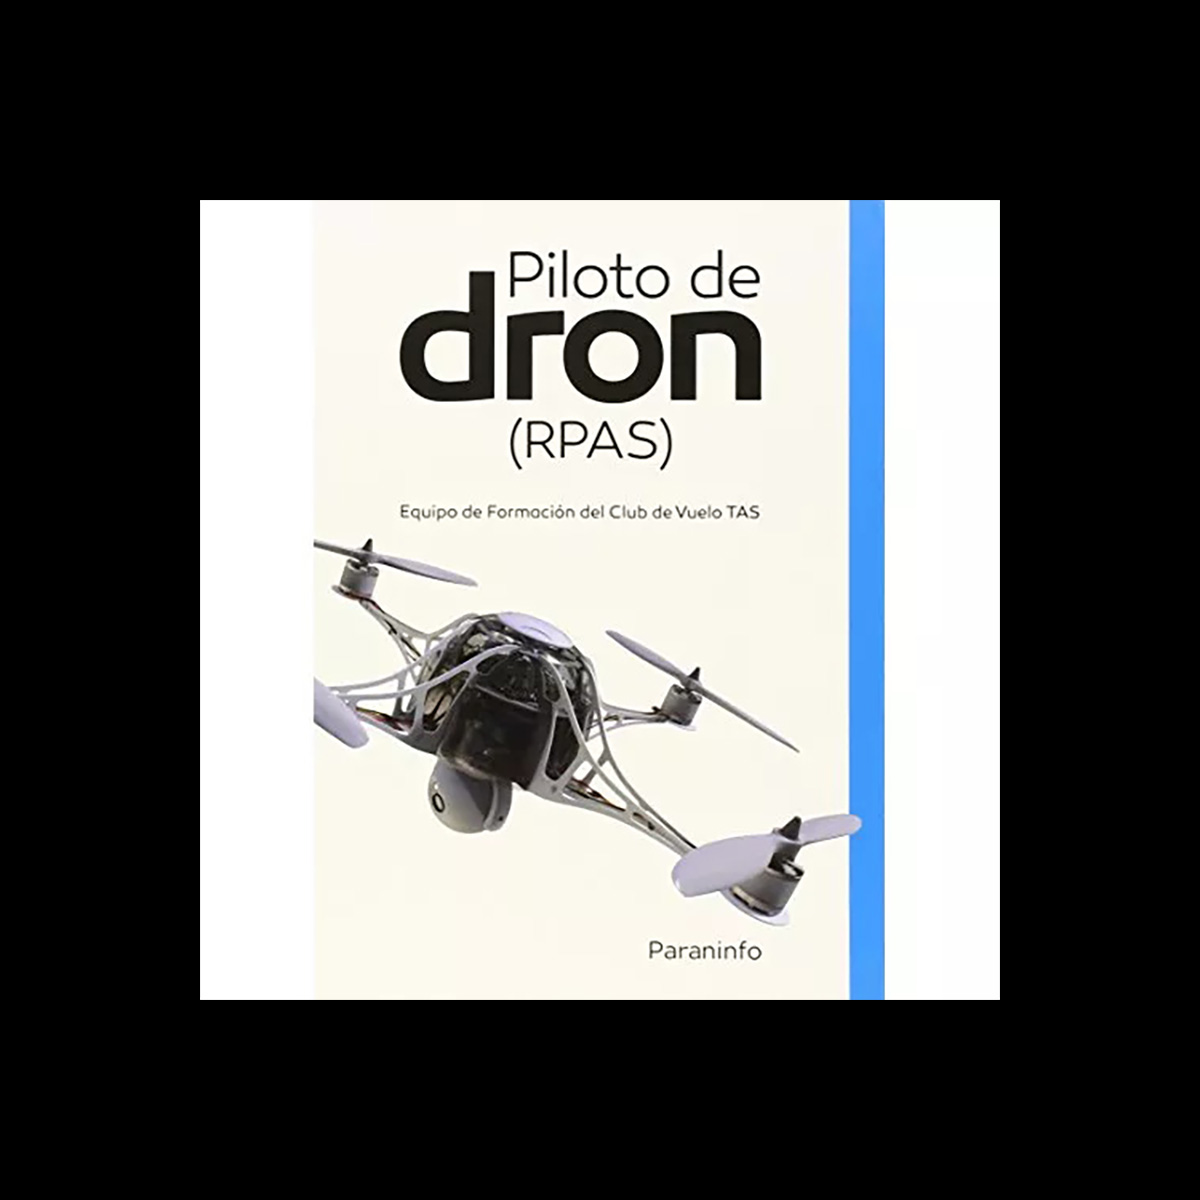 Piloto de
dron
(RPAS)
Equipo de Formación del Club de Vuelo TAS
Paraninfo